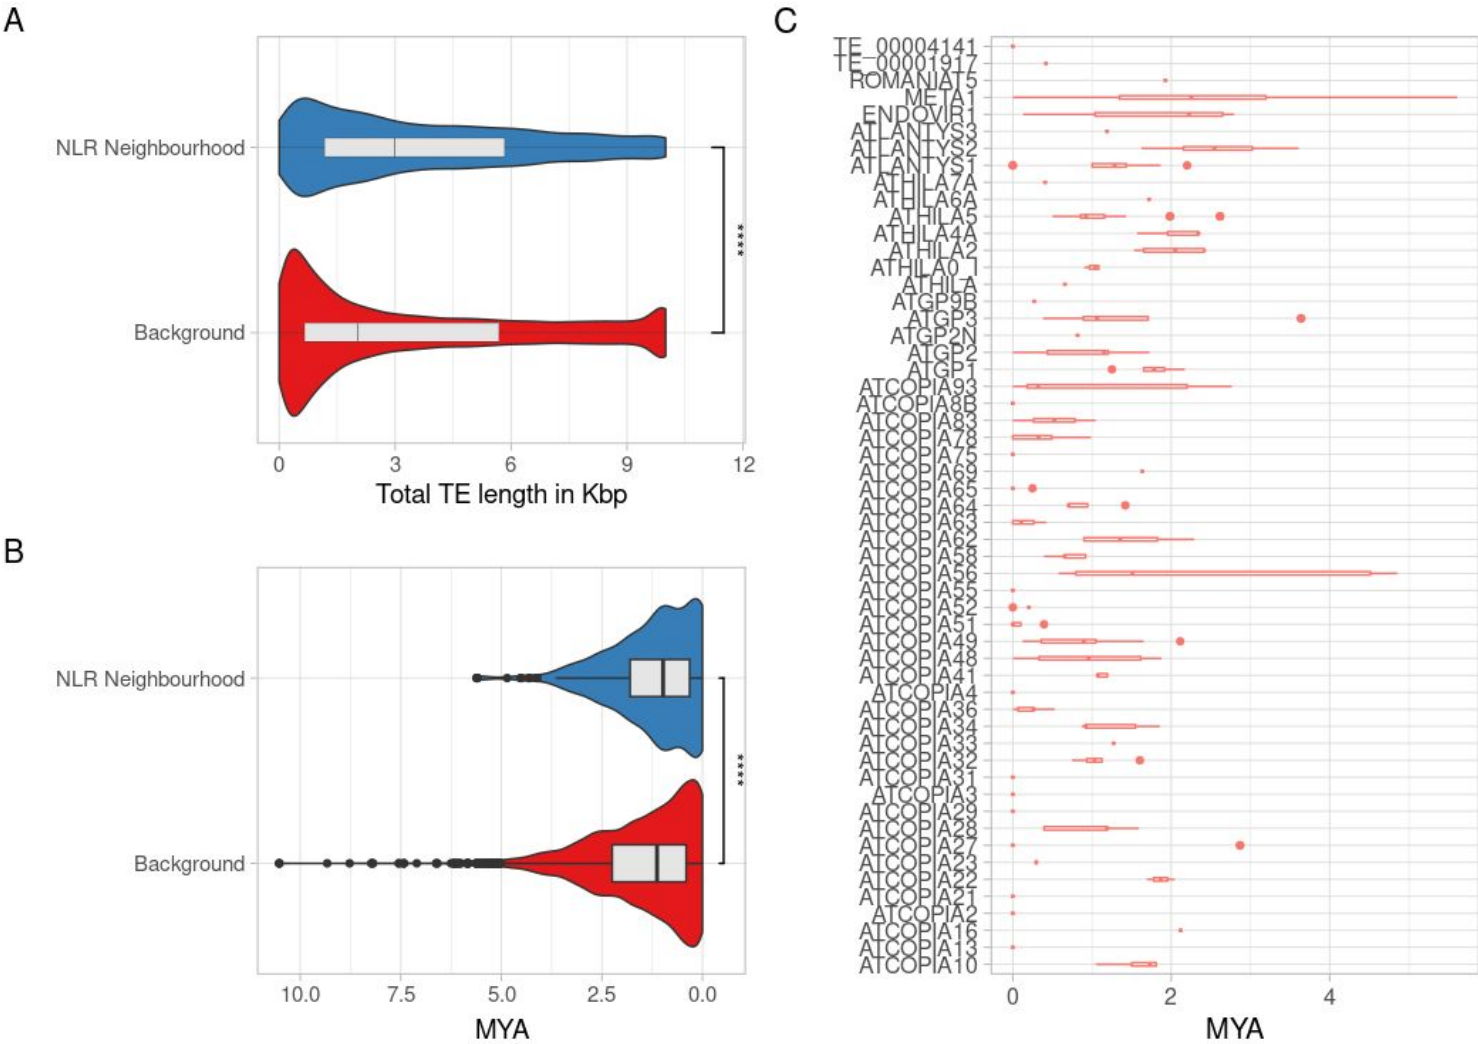 A
NLR Neighbourhood
Background
****
0 3 6 9 12
Total TE length in Kbp
B
NLR Neighbourhood
Background
****
10.0 7.5 5.0 2.5 0.0
MYA
C
TE_00004141
TE_00001917
ROMANIAT5
META1
ENDOVIR1
ATLANTYS3
ATLANTYS2
ATLANTYS1
ATHILA7A
ATHILA6A
ATHILA5
ATHILA4A
ATHILA2
ATHILA0_I
ATHILA
ATGP9B
ATGP3
ATGP2N
ATGP2
ATGP1
ATCOPIA93
ATCOPIA8B
ATCOPIA83
ATCOPIA78
ATCOPIA75
ATCOPIA69
ATCOPIA65
ATCOPIA64
ATCOPIA63
ATCOPIA62
ATCOPIA58
ATCOPIA56
ATCOPIA55
ATCOPIA52
ATCOPIA51
ATCOPIA49
ATCOPIA48
ATCOPIA41
ATCOPIA4
ATCOPIA36
ATCOPIA34
ATCOPIA33
ATCOPIA32
ATCOPIA31
ATCOPIA3
ATCOPIA29
ATCOPIA28
ATCOPIA27
ATCOPIA23
ATCOPIA22
ATCOPIA21
ATCOPIA2
ATCOPIA16
ATCOPIA13
ATCOPIA10
0 2 4
MYA